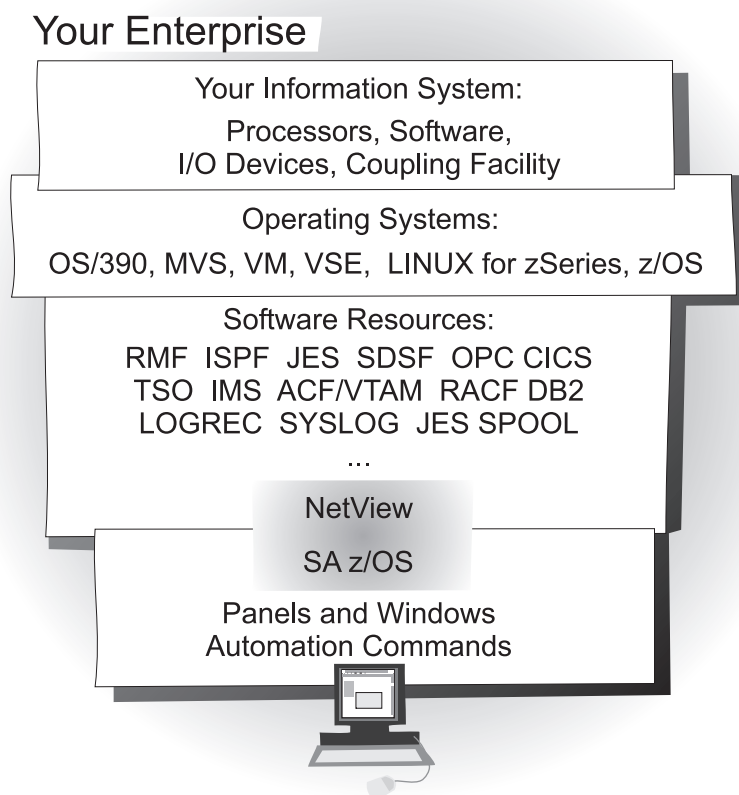 Your Enterprise
Your Information System:
Processors, Software,
I/O Devices, Coupling Facility
Operating Systems:
OS/390, MVS, VM, VSE, LINUX for zSeries, z/OS
Software Resources:
RMF ISPF JES SDSF OPC CICS
TSO IMS ACF/VTAM RACF DB2
LOGREC SYSLOG JES SPOOL
...
NetView
SA z/OS
Panels and Windows
Automation Commands